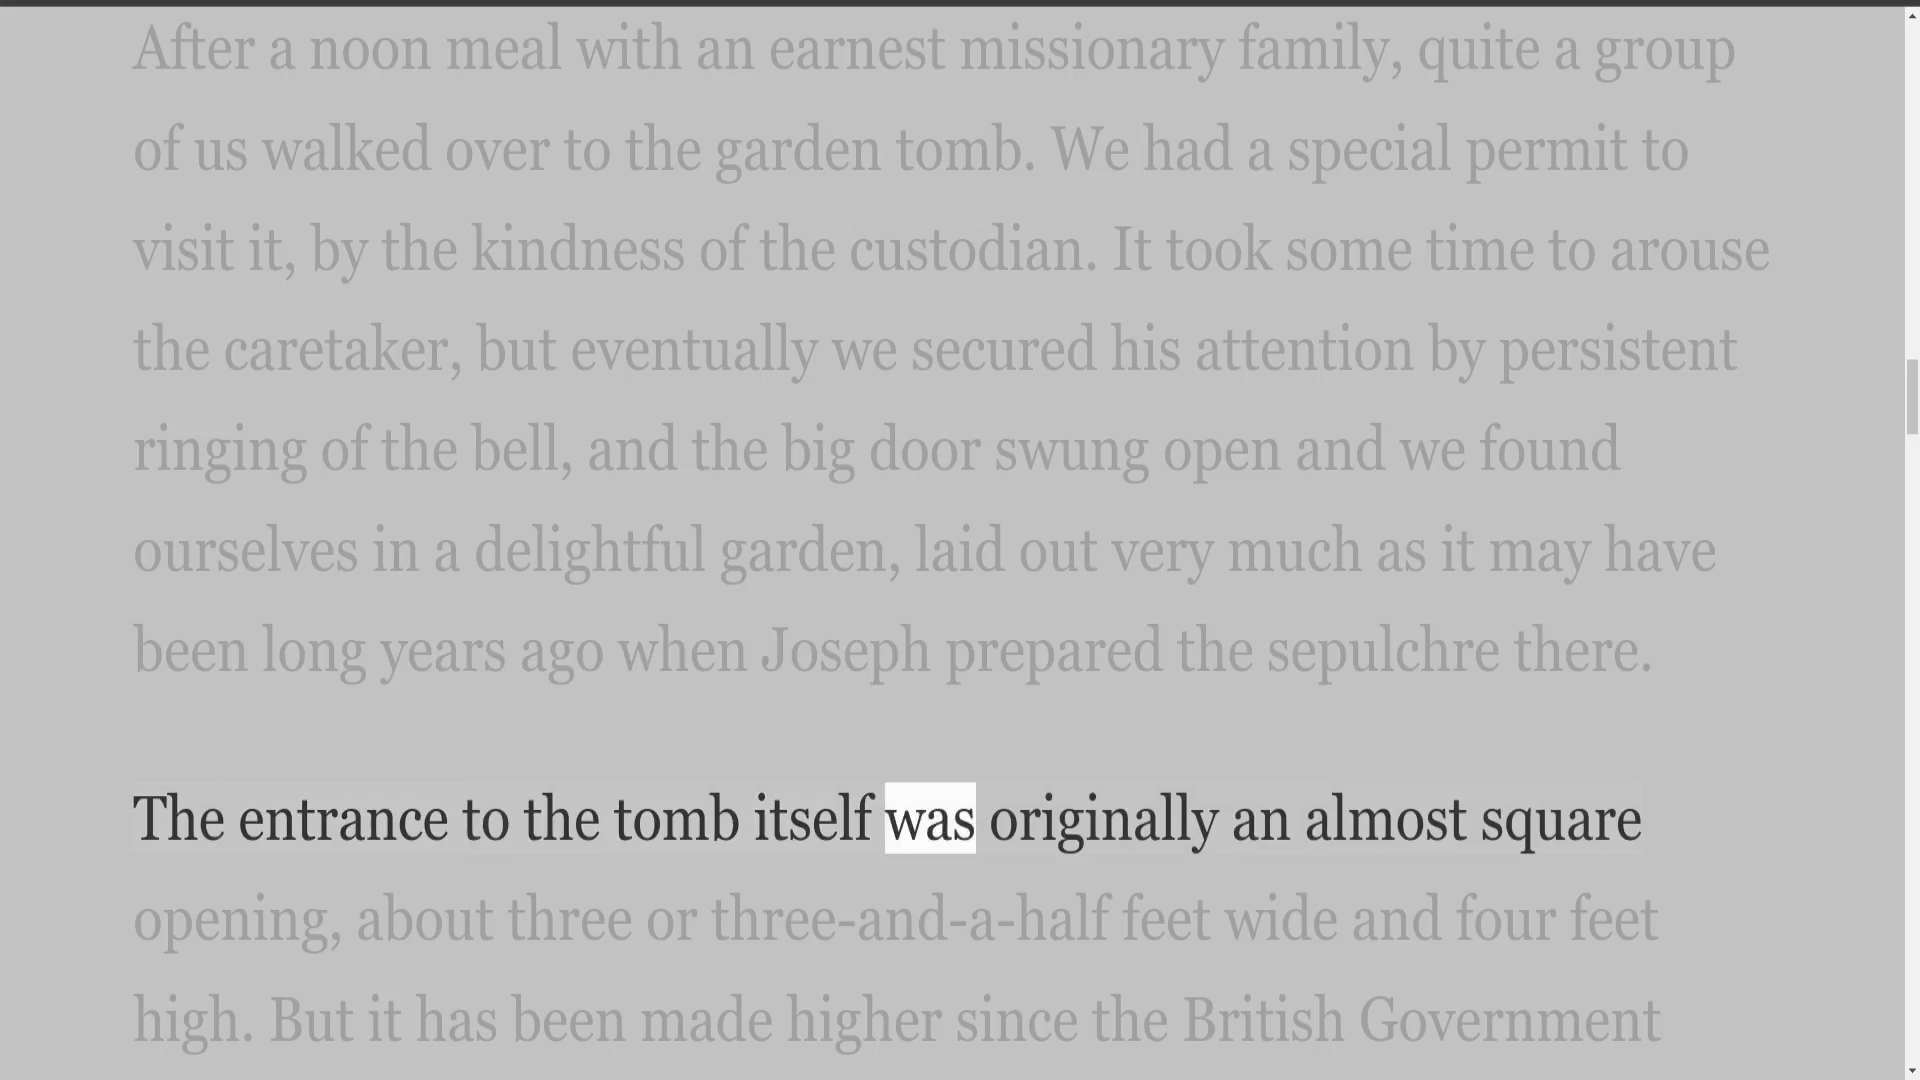 After a noon meal with an earnest missionary family, quite a group
of us walked over to the garden tomb. We had a special permit to
visit it, by the kindness of the custodian. It took some time to arouse
the caretaker, but eventually we secured his attention by persistent
ringing of the bell, and the big door swung open and we found
ourselves in a delightful garden, laid out very much as it may have
been long years ago when Joseph prepared the sepulchre there.
The entrance to the tomb itself was originally an almost square
opening, about three or three-and-a-half feet wide and four feet
high. But it has been made higher since the British Government